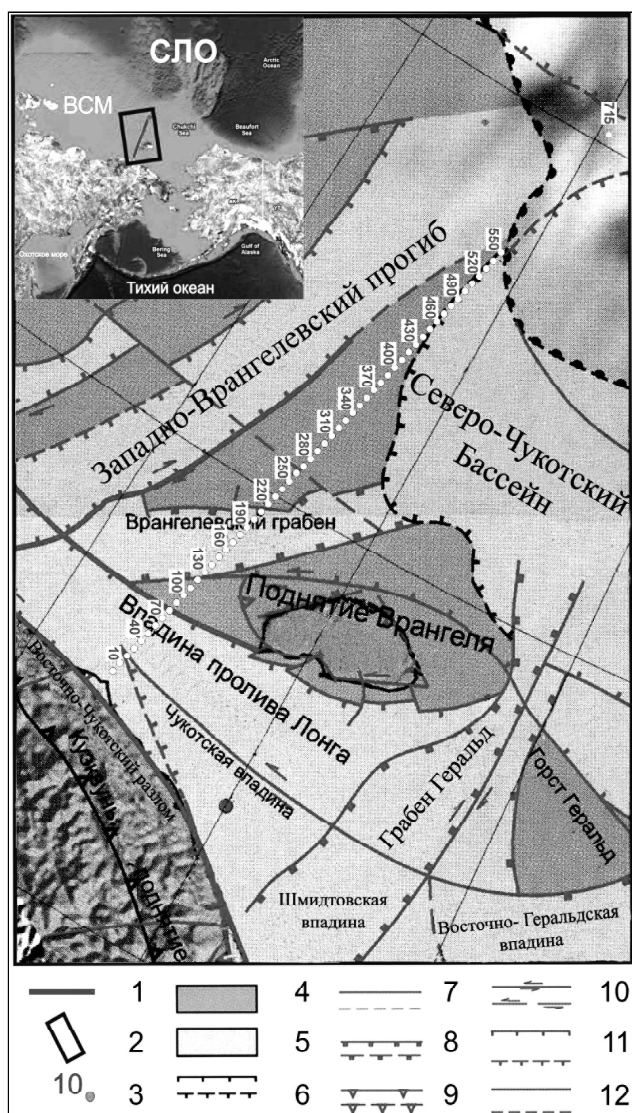 СЛО
Arctic
Ocean
ВСМ
Chukchi
Sea
Beaufort
Sea
Охотское море
Bering
Sea
Gulf of
Alaska
Тихий океан
715
550
520
490
460
430
400
370
340
310
280
250
220
190
160
130
100
70
40
10
Западно-Врангелевский прогиб
Северо-Чукотский
Бассейн
Врангелевский грабен
Поднятие Врангеля
Впадина пролива Лонга
Восточно-Чукотский разлом
Чукотская впадина
Грабен Геральд
Горст Геральд
поднятие
Шмидтовская
впадина
Восточно- Геральдская
впадина
1 4 7 10
2 5 8 11
10 3 6 9 12